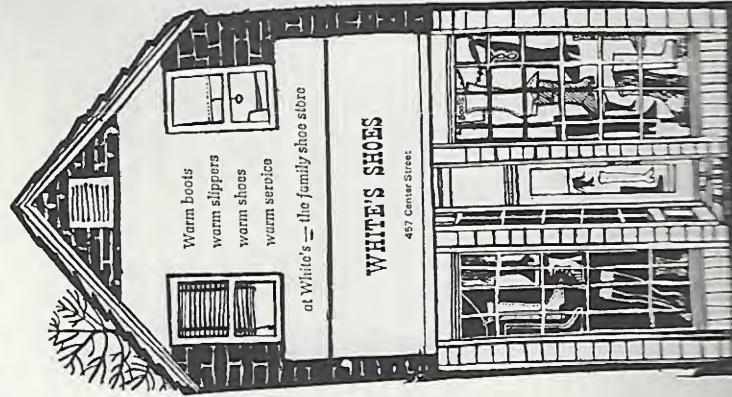 Warm boots
warm slippers
warm shoes
warm service
at White's — the family shoe store
WHITE'S SHOES
457 Center Street